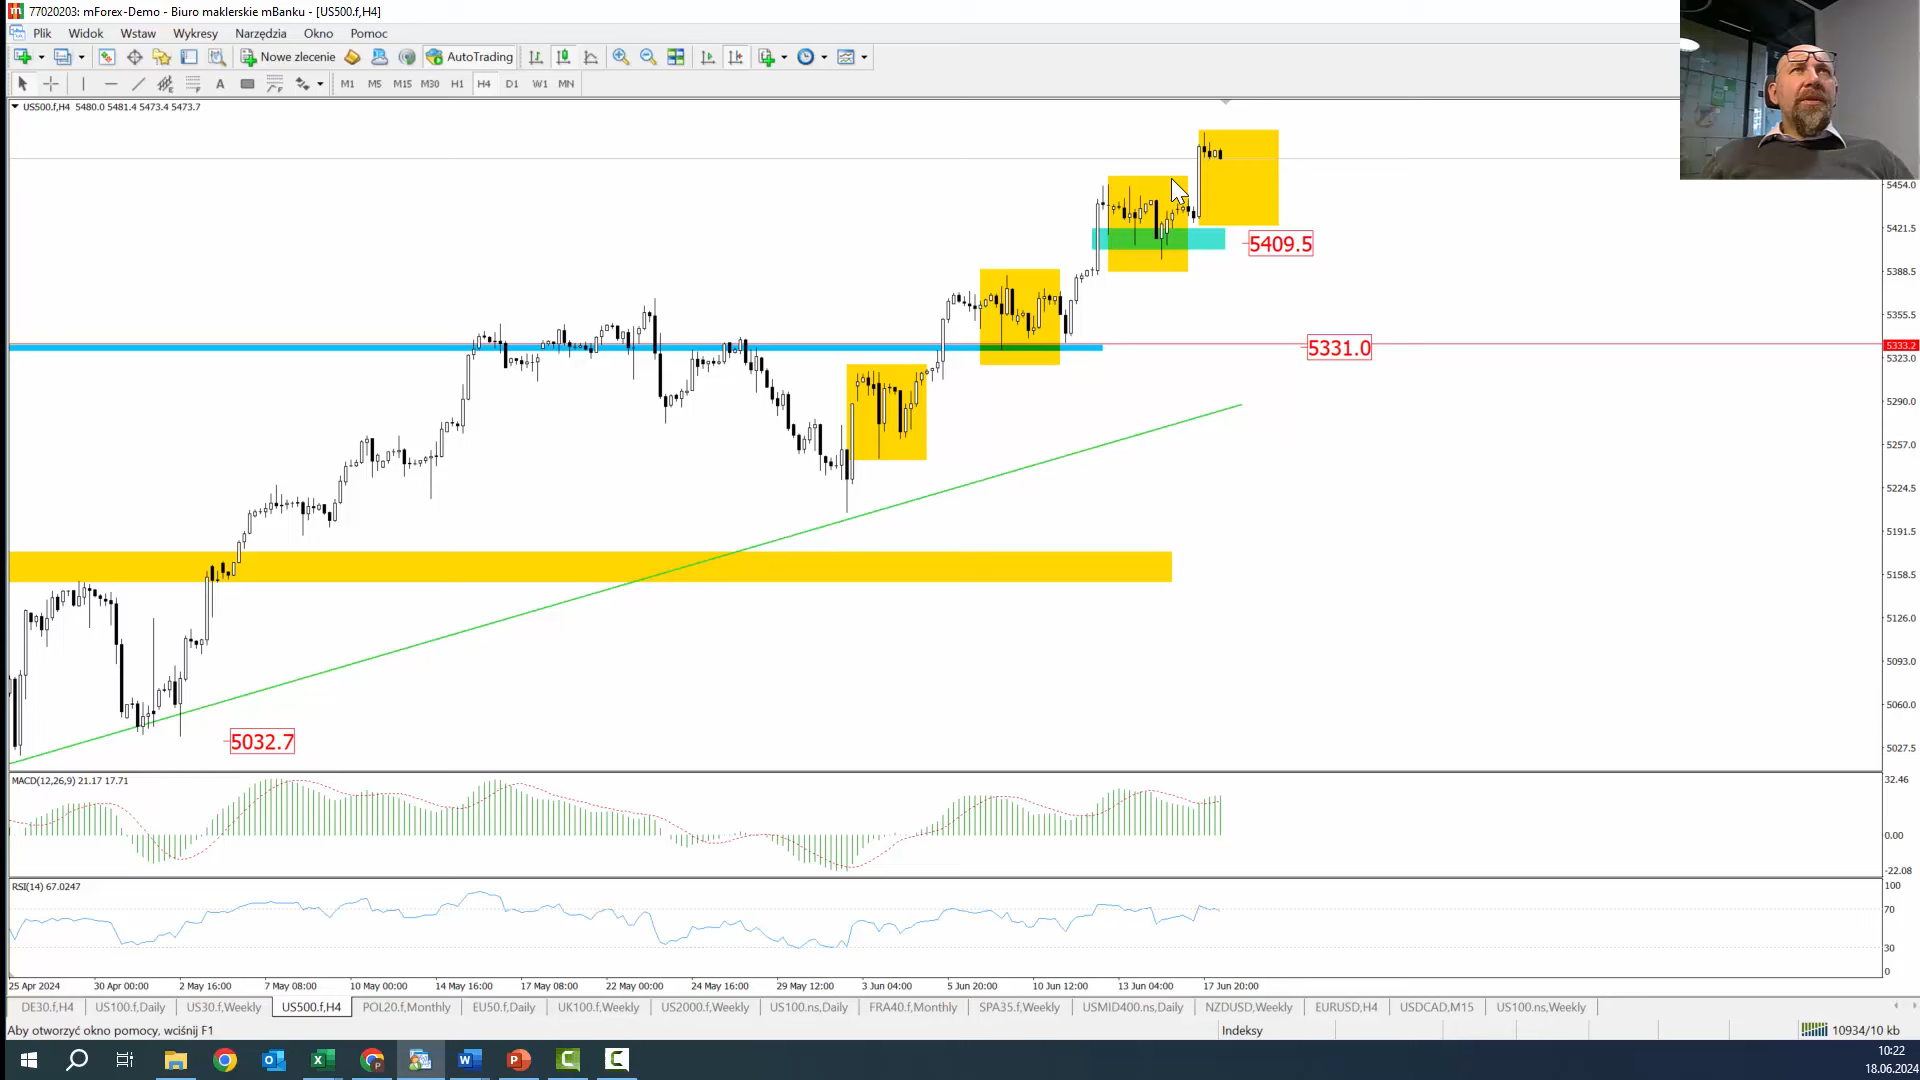 77020203: mForex-Demo - Biuro maklerskie mBanku - [US500.f,H4]
Plik Widok Wstaw Wykresy Narzędzia Okno Pomoc
Nowe zlecenie AutoTrading
A M1 M5 M15 M30 H1 H4 D1 W1 MN
US500.f,H4 5480.0 5481.4 5473.4 5473.7
5454.0
5421.5
5409.5
5388.5
5355.5
5331.0
5333.2
5323.0
5290.0
5257.0
5224.5
5191.5
5158.5
5126.0
5093.0
5060.0
5032.7
5027.5
MACD(12,26,9) 21.17 17.71
32.46
0.00
-22.08
RSI(14) 67.0247
100
70
30
0
25 Apr 2024 30 Apr 00:00 2 May 16:00 7 May 08:00 10 May 00:00 14 May 16:00 17 May 08:00 22 May 00:00 24 May 16:00 29 May 12:00 3 Jun 04:00 5 Jun 20:00 10 Jun 12:00 13 Jun 04:00 17 Jun 20:00
DE30.f,H4 US100.f,Daily US30.f,Weekly US500.f,H4 POL20.f,Monthly EU50.f,Daily UK100.f,Weekly US2000.f,Weekly US100.ns,Daily FRA40.f,Monthly SPA35.f,Weekly USMID400.ns,Daily NZDUSD,Weekly EURUSD,H4 USDCAD,M15 US100.ns,Weekly
Aby otworzyć okno pomocy, wciśnij F1 Indeksy 10934/10 kb
10:22
18.06.2024